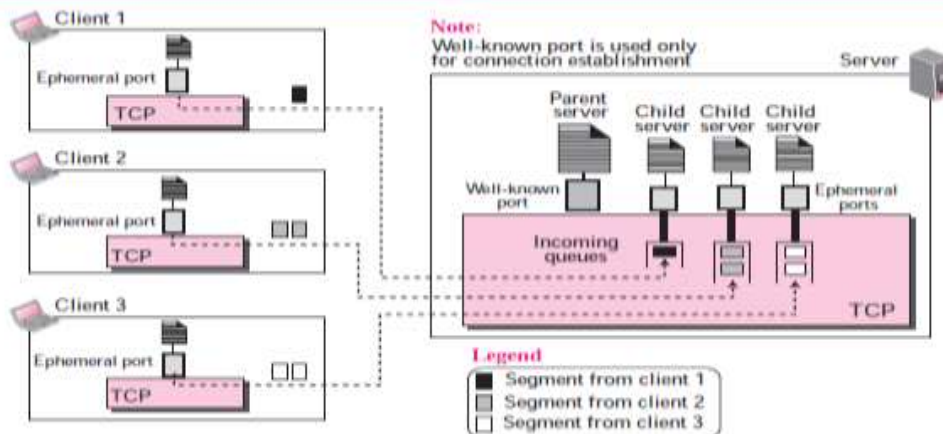 Client 1
Ephemeral port
TCP
Client 2
Ephemeral port
TCP
Client 3
Ephemeral port
TCP
Note:
Well-known port is used only
for connection establishment
Server
Parent
server
Child
server
Child
server
Child
server
Well-known
port
Ephemeral
ports
Incoming
queues
TCP
Legend
Segment from client 1
Segment from client 2
Segment from client 3